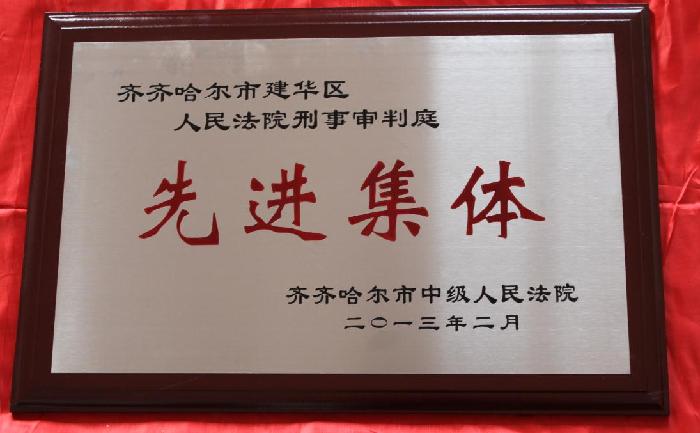 齐齐哈尔市建华区
人民法院刑事审判庭
先进集体
齐齐哈尔市中级人民法院
二〇一三年二月